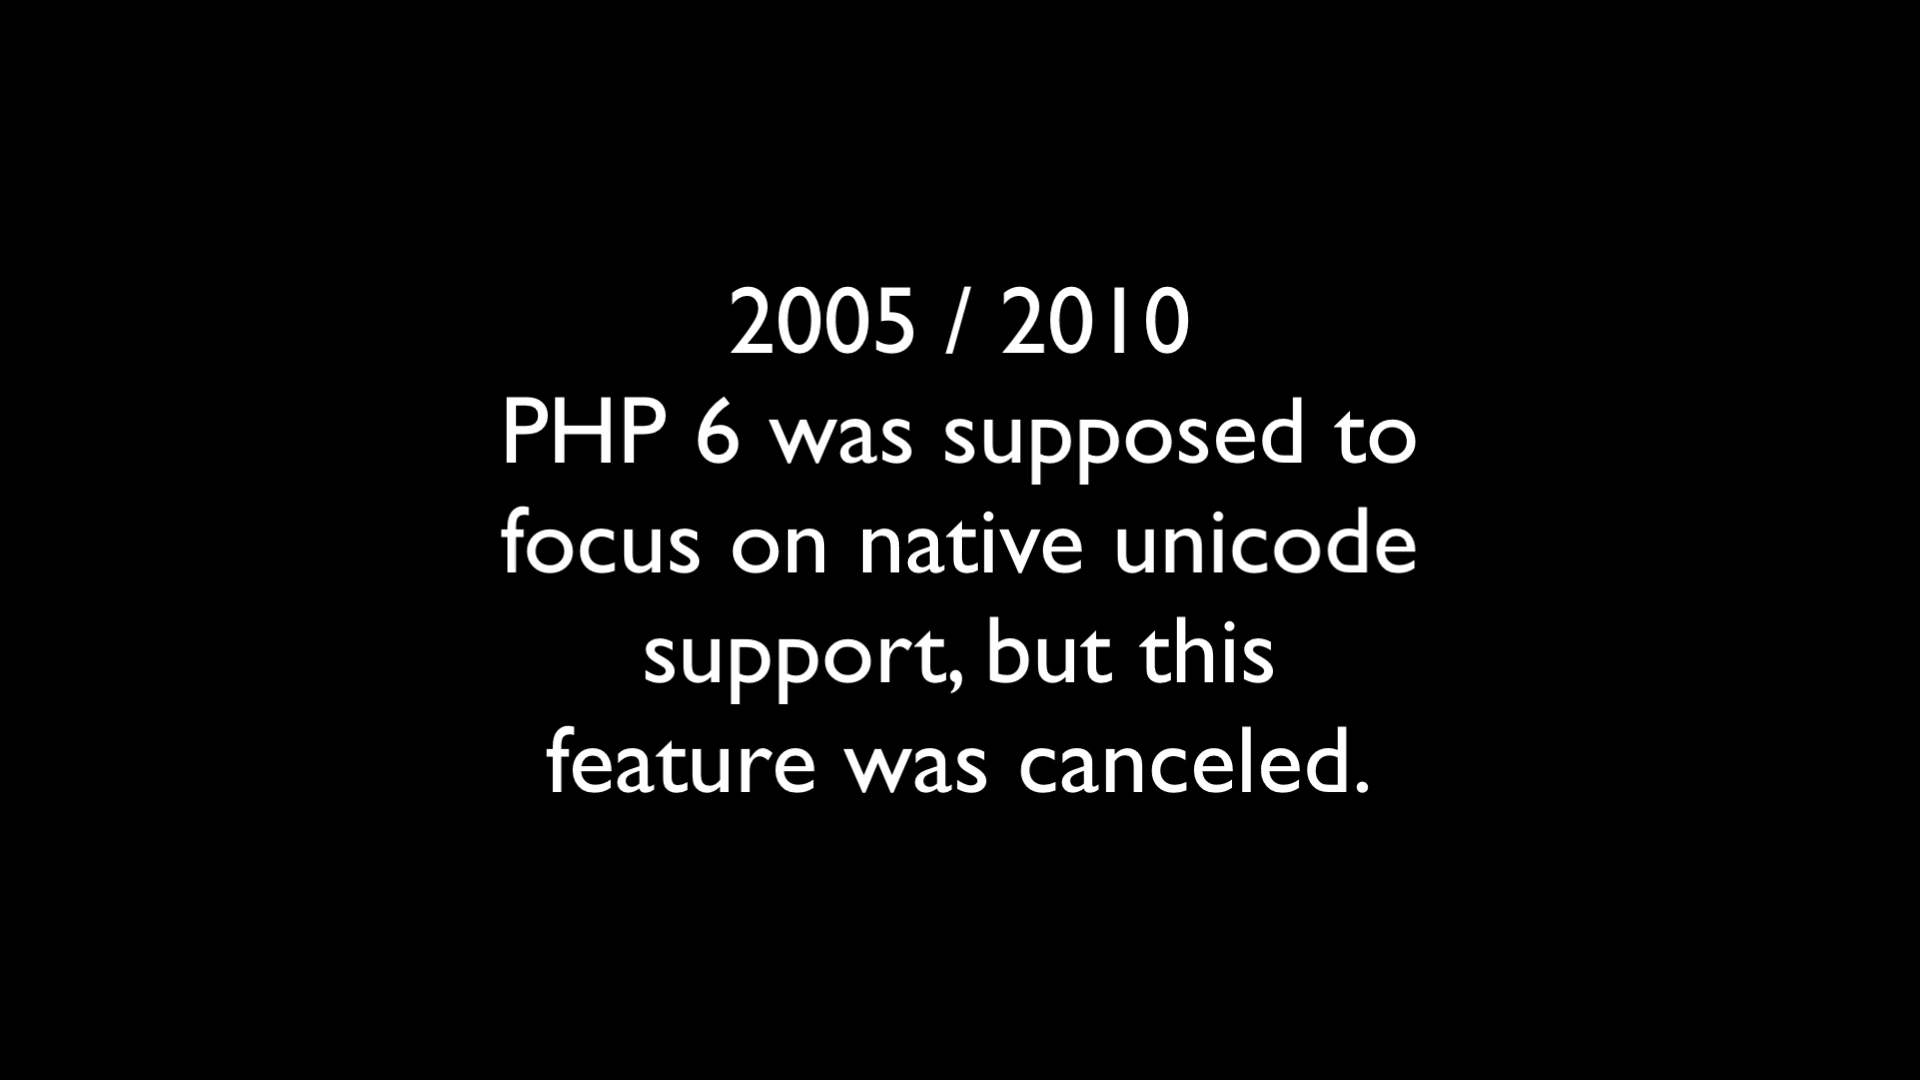 2005 / 2010
PHP 6 was supposed to
focus on native unicode
support, but this
feature was canceled.